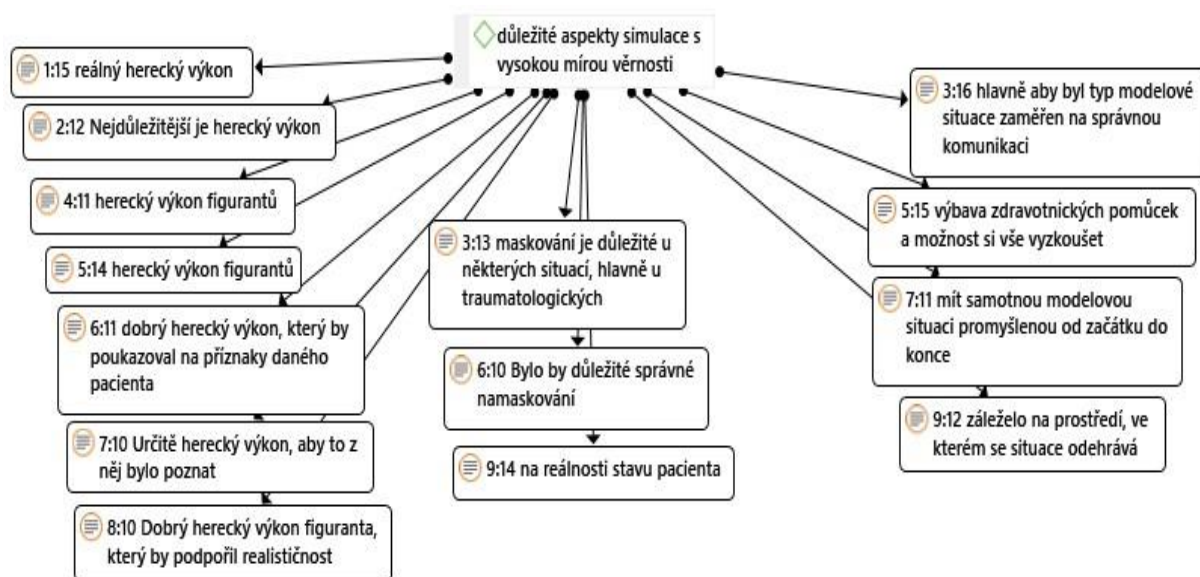 důležité aspekty simulace s
vysokou mírou věrnosti
1:15 reálný herecký výkon
2:12 Nejdůležitější je herecký výkon
4:11 herecký výkon figurantů
5:14 herecký výkon figurantů
6:11 dobrý herecký výkon, který by
poukazoval na příznaky daného
pacienta
7:10 Určitě herecký výkon, aby to z
něj bylo poznat
8:10 Dobrý herecký výkon figuranta,
který by podpořil realističnost
3:13 maskování je důležité u
některých situací, hlavně u
traumatologických
6:10 Bylo by důležité správné
namaskování
9:14 na reálnosti stavu pacienta
3:16 hlavně aby byl typ modelové
situace zaměřen na správnou
komunikaci
5:15 výbava zdravotnických pomůcek
a možnost si vše vyzkoušet
7:11 mít samotnou modelovou
situaci promyšlenou od začátku do
konce
9:12 záleželo na prostředí, ve
kterém se situace odehrává